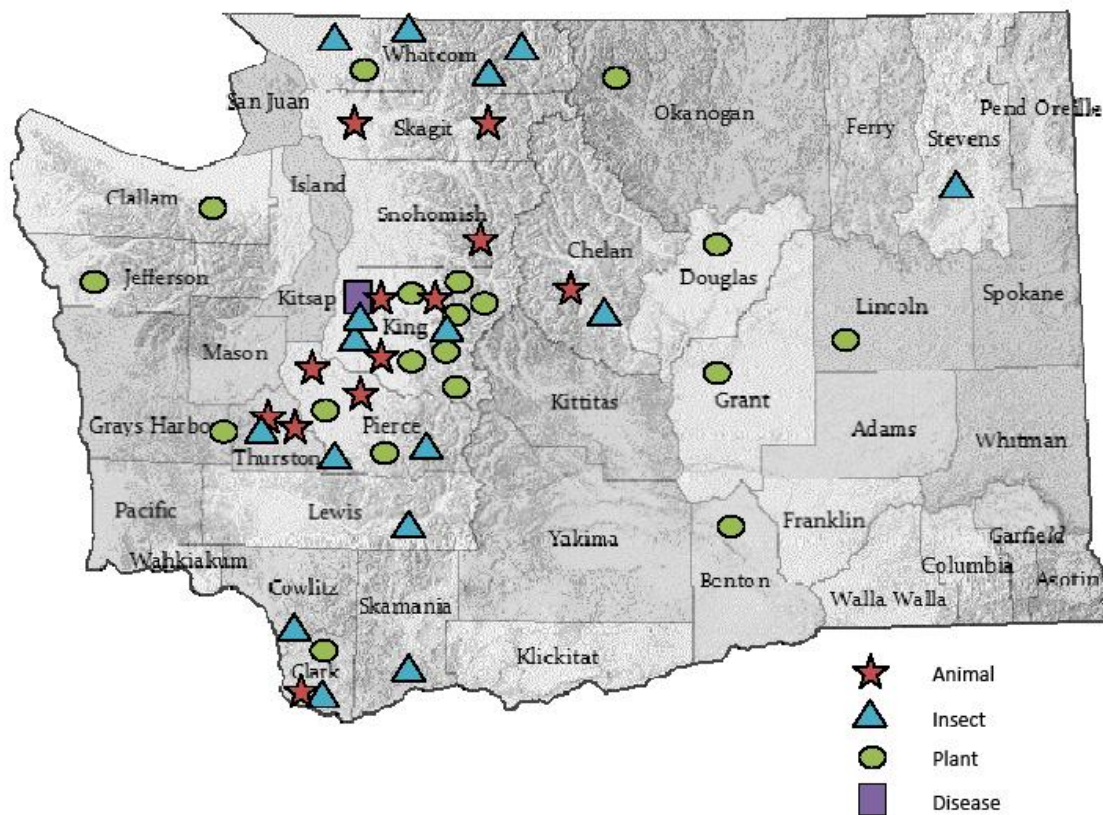 Whatcom
San Juan
Skagit
Okanogan
Ferry
Stevens
Pend Oreille
Island
Clallam
Snohomish
Chelan
Douglas
Jefferson
Kitsap
King
Lincoln
Spokane
Mason
Grays Harbo
Pierce
Kittitas
Grant
Adams
Whitman
Thurston
Pacific
Lewis
Yakima
Franklin
Garfield
Wahkiakum
Columbia
Asotin
Cowlitz
Skamania
Benton
Walla Walla
Clark
Klickitat
Animal
Insect
Plant
Disease